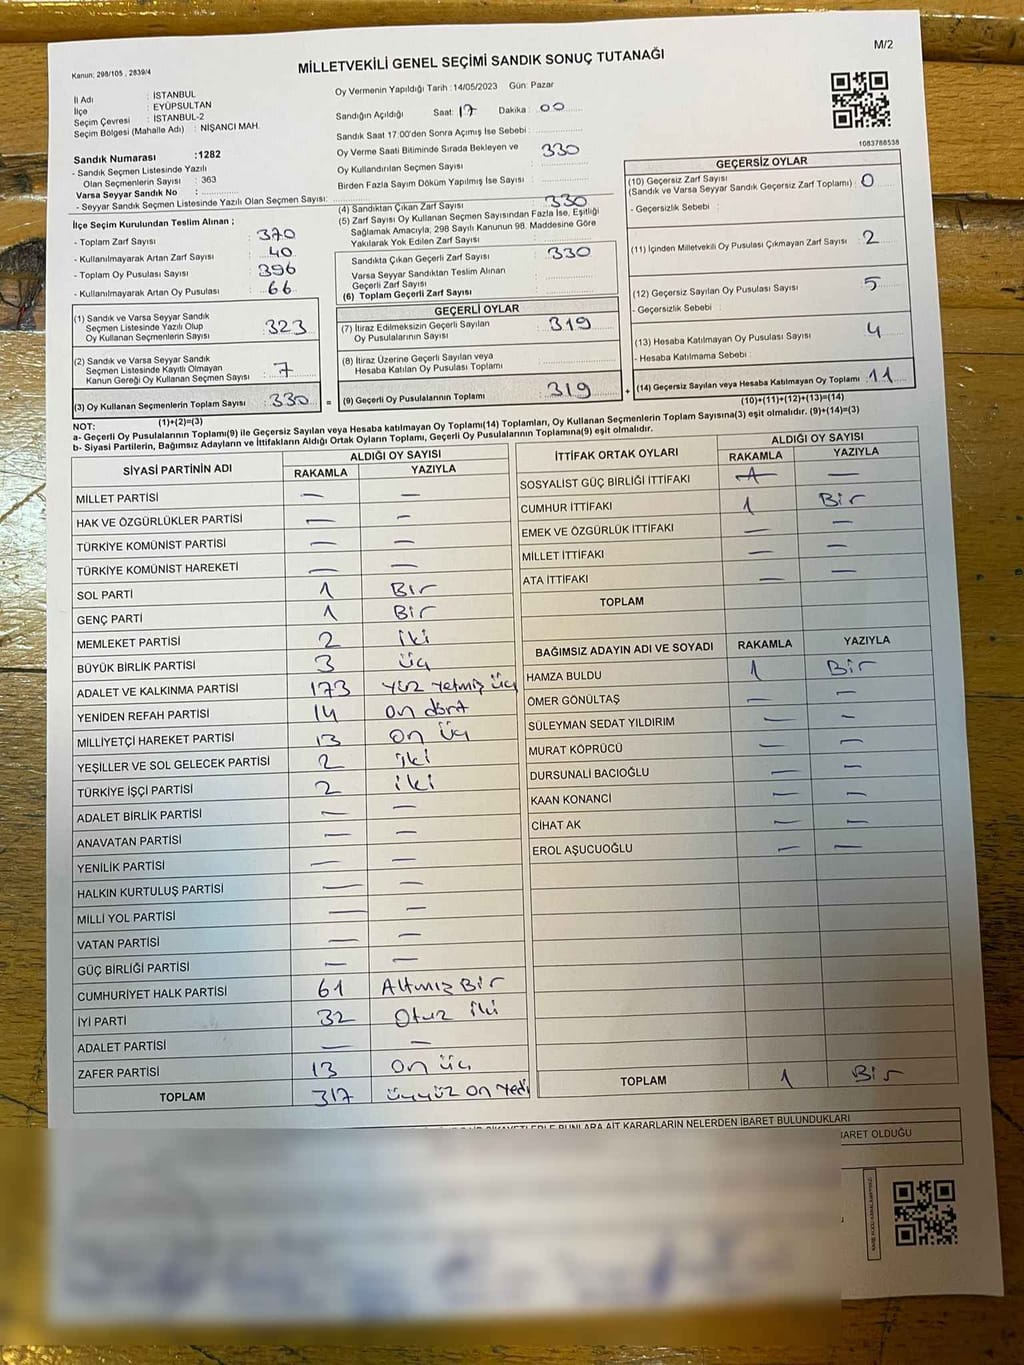 M/2
Kanun; 298/105 , 2839/4
MİLLETVEKİLİ GENEL SEÇİMİ SANDIK SONUÇ TUTANAĞI
İl Adı : İSTANBUL
İlçe : EYÜPSULTAN
Seçim Çevresi : İSTANBUL-2
Seçim Bölgesi (Mahalle Adı) : NİŞANCI MAH.
Sandık Numarası :1282
- Sandık Seçmen Listesinde Yazılı
Olan Seçmenlerin Sayısı : 363
Varsa Seyyar Sandık No :
- Seyyar Sandık Seçmen Listesinde Yazılı Olan Seçmen Sayısı:
Oy Vermenin Yapıldığı Tarih :14/05/2023 Gün: Pazar
Sandığın Açıldığı Saat: 17 Dakika : 00
Sandık Saat 17:00'den Sonra Açımış İse Sebebi :
Oy Verme Saati Bitiminde Sırada Bekleyen ve
Oy Kullandırılan Seçmen Sayısı : 330
Birden Fazla Sayım Döküm Yapılmış İse Sayısı :
1083788538
İlçe Seçim Kurulundan Teslim Alınan ;
- Toplam Zarf Sayısı : 370
- Kullanılmayarak Artan Zarf Sayısı : 40
- Toplam Oy Pusulası Sayısı : 396
- Kullanılmayarak Artan Oy Pusulası : 66
(1) Sandık ve Varsa Seyyar Sandık
Seçmen Listesinde Yazılı Olup
Oy Kullanan Seçmenlerin Sayısı : 323
(2) Sandık ve Varsa Seyyar Sandık
Seçmen Listesinde Kayıtlı Olmayan
Kanun Gereği Oy Kullanan Seçmen Sayısı : 7
(3) Oy Kullanan Seçmenlerin Toplam Sayısı : 330 =
(1)+(2)=(3)
(4) Sandıktan Çıkan Zarf Sayısı : 330
(5) Zarf Sayısı Oy Kullanan Seçmen Sayısından Fazla İse, Eşitliği
Sağlamak Amacıyla; 298 Sayılı Kanunun 98. Maddesine Göre
Yakılarak Yok Edilen Zarf Sayısı :
Sandıkta Çıkan Geçerli Zarf Sayısı : 330
Varsa Seyyar Sandıktan Teslim Alınan
Geçerli Zarf Sayısı :
(6) Toplam Geçerli Zarf Sayısı :
GEÇERLİ OYLAR
(7) İtiraz Edilmeksizin Geçerli Sayılan
Oy Pusulalarının Sayısı : 319
(8) İtiraz Üzerine Geçerli Sayılan veya
Hesaba Katılan Oy Pusulası Toplamı :
(9) Geçerli Oy Pusulalarının Toplamı : 319 +
GEÇERSİZ OYLAR
(10) Geçersiz Zarf Sayısı
(Sandık ve Varsa Seyyar Sandık Geçersiz Zarf Toplamı) : 0
- Geçersizlik Sebebi :
(11) İçinden Milletvekili Oy Pusulası Çıkmayan Zarf Sayısı : 2
(12) Geçersiz Sayılan Oy Pusulası Sayısı : 5
- Geçersizlik Sebebi :
(13) Hesaba Katılmayan Oy Pusulası Sayısı : 4
- Hesaba Katılmama Sebebi :
(14) Geçersiz Sayılan veya Hesaba Katılmayan Oy Toplamı : 11
(10)+(11)+(12)+(13)=(14)
NOT:
a- Geçerli Oy Pusulalarının Toplamı(9) ile Geçersiz Sayılan veya Hesaba katılmayan Oy Toplamı(14) Toplamları, Oy Kullanan Seçmenlerin Toplam Sayısına(3) eşit olmalıdır. (9)+(14)=(3)
b- Siyasi Partilerin, Bağımsız Adayların ve İttifakların Aldığı Ortak Oyların Toplamı, Geçerli Oy Pusulalarının Toplamına(9) eşit olmalıdır.
SİYASİ PARTİNİN ADI ALDIĞI OY SAYISI
RAKAMLA YAZIYLA
MİLLET PARTİSİ — —
HAK VE ÖZGÜRLÜKLER PARTİSİ — —
TÜRKİYE KOMÜNİST PARTİSİ — —
TÜRKİYE KOMÜNİST HAREKETİ — —
SOL PARTİ 1 Bir
GENÇ PARTİ 1 Bir
MEMLEKET PARTİSİ 2 iki
BÜYÜK BİRLİK PARTİSİ 3 üç
ADALET VE KALKINMA PARTİSİ 173 Yüz Yetmiş üç
YENİDEN REFAH PARTİSİ 14 on dört
MİLLİYETÇİ HAREKET PARTİSİ 13 on üç
YEŞİLLER VE SOL GELECEK PARTİSİ 2 iki
TÜRKİYE İŞÇİ PARTİSİ 2 iki
ADALET BİRLİK PARTİSİ — —
ANAVATAN PARTİSİ — —
YENİLİK PARTİSİ — —
HALKIN KURTULUŞ PARTİSİ — —
MİLLİ YOL PARTİSİ — —
VATAN PARTİSİ — —
GÜÇ BİRLİĞİ PARTİSİ — —
CUMHURİYET HALK PARTİSİ 61 Altmış Bir
İYİ PARTİ 32 Otuz iki
ADALET PARTİSİ — —
ZAFER PARTİSİ 13 on üç
TOPLAM 317 üçyüz on Yedi
İTTİFAK ORTAK OYLARI ALDIĞI OY SAYISI
RAKAMLA YAZIYLA
SOSYALİST GÜÇ BİRLİĞİ İTTİFAKI — —
CUMHUR İTTİFAKI 1 Bir
EMEK VE ÖZGÜRLÜK İTTİFAKI — —
MİLLET İTTİFAKI — —
ATA İTTİFAKI — —
TOPLAM
BAĞIMSIZ ADAYIN ADI VE SOYADI RAKAMLA YAZIYLA
HAMZA BULDU 1 Bir
ÖMER GÖNÜLTAŞ — —
SÜLEYMAN SEDAT YILDIRIM — —
MURAT KÖPRÜCÜ — —
DURSUNALİ BACIOĞLU — —
KAAN KONANCİ — —
CİHAT AK — —
EROL AŞUCUOĞLU — —
TOPLAM 1 Bir
BUNLARA AİT KARARLARIN NELERDEN İBARET BULUNDUKLARI
OLDUĞU